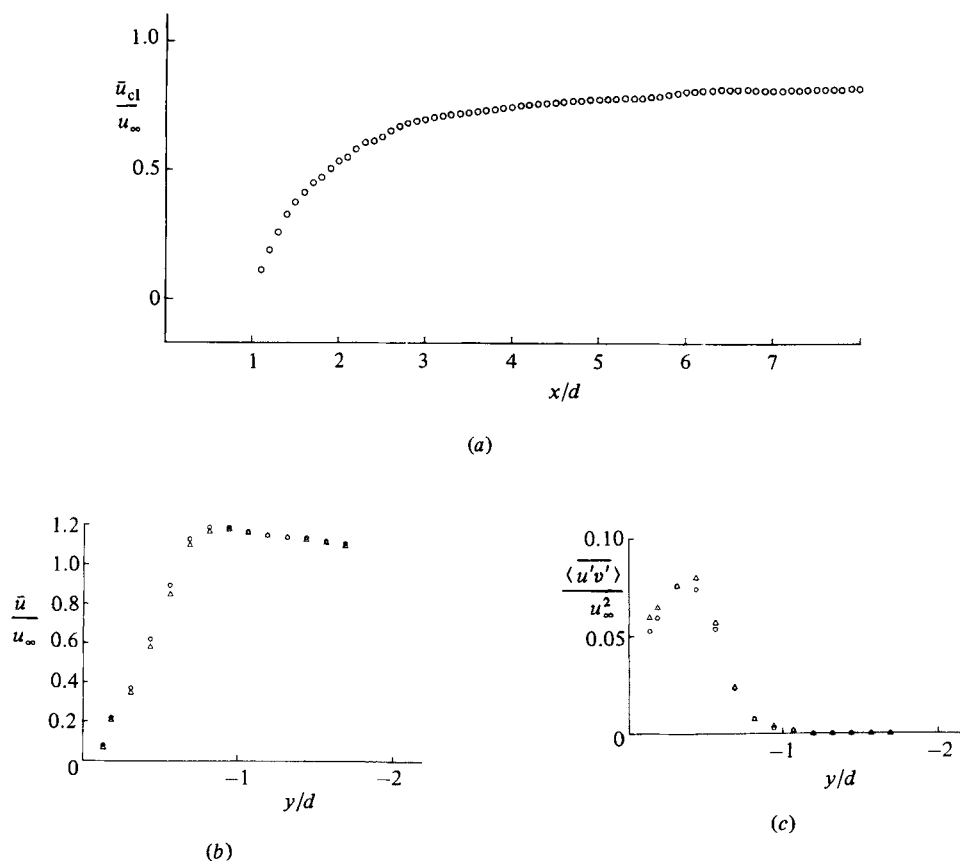 1.0
ū_cl
u_∞
0.5
0
1 2 3 4 5 6 7
x/d
(a)
1.2
1.0
0.8
ū
u_∞
0.6
0.4
0.2
0
−1 −2
y/d
(b)
0.10
⟨u′v′⟩
u_∞^2
0.05
0
−1 −2
y/d
(c)